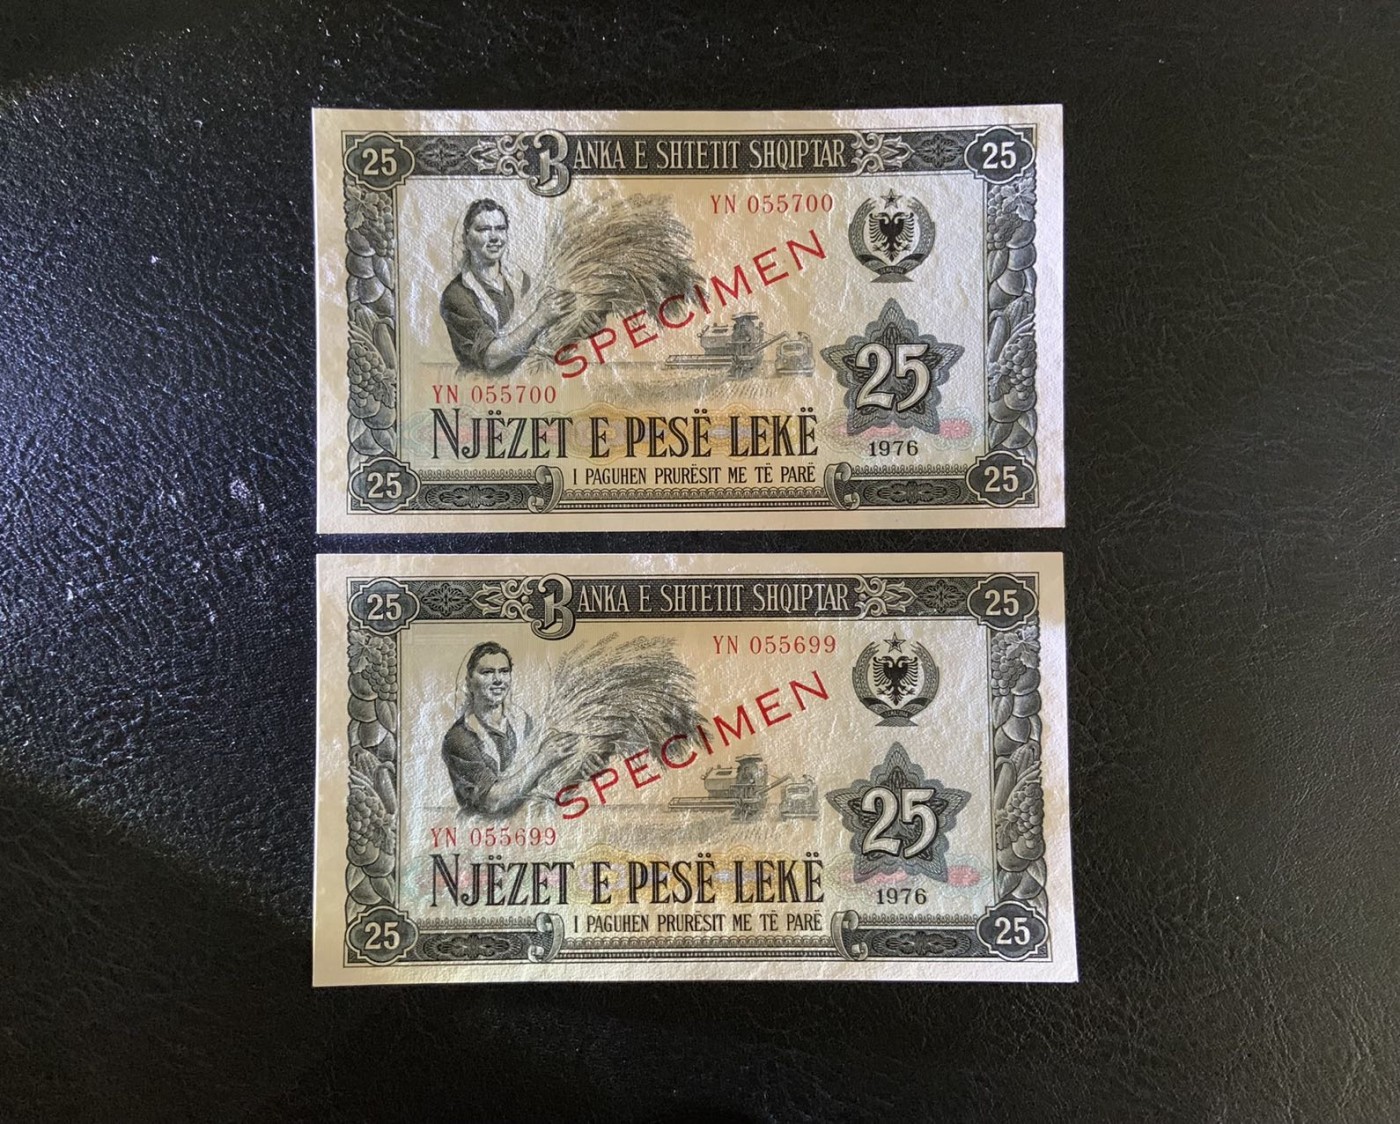 25 BANKA E SHTETIT SHQIPTAR 25
YN 055700
SPECIMEN
25
YN 055700
NJËZET E PESË LEKË
1976
25 I PAGUHEN PRURËSIT ME TË PARË 25
25 BANKA E SHTETIT SHQIPTAR 25
YN 055699
SPECIMEN
25
YN 055699
NJËZET E PESË LEKË
1976
25 I PAGUHEN PRURËSIT ME TË PARË 25